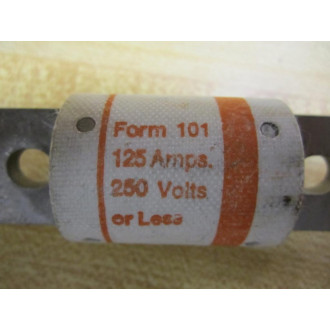 Form 101
125 Amps.
250 Volts
or Less